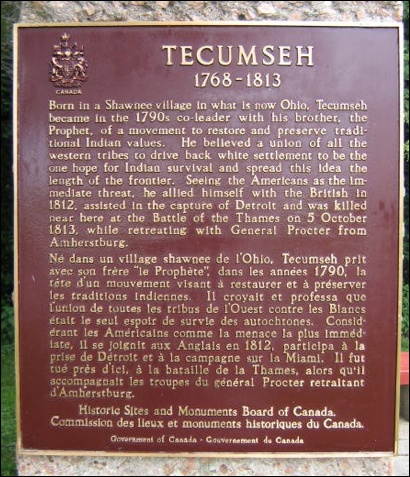 CANADA
TECUMSEH
1768-1813
Born in a Shawnee village in what is now Ohio, Tecumseh
became in the 1790s co-leader with his brother, the
Prophet, of a movement to restore and preserve tradi-
tional Indian values. He believed a union of all the
western tribes to drive back white settlement to be the
one hope for Indian survival and spread this idea the
length of the frontier. Seeing the Americans as the im-
mediate threat, he allied himself with the British in
1812, assisted in the capture of Detroit and was killed
near here at the Battle of the Thames on 5 October
1813, while retreating with General Procter from
Amherstburg.
Né dans un village shawnee de l'Ohio, Tecumseh prit
avec son frère "le Prophète", dans les années 1790, la
tête d'un mouvement visant à restaurer et à préserver
les traditions indiennes. Il croyait et professa que
l'union de toutes les tribus de l'Ouest contre les Blancs
était le seul espoir de survie des autochtones. Considé-
rant les Américains comme la menace la plus immédi-
ate, il se joignit aux Anglais en 1812, participa à la
prise de Détroit et à la campagne sur la Miami. Il fut
tué près d'ici, à la bataille de la Thames, alors qu'il
accompagnait les troupes du général Procter retraitant
d'Amherstburg.
Historic Sites and Monuments Board of Canada.
Commission des lieux et monuments historiques du Canada.
Government of Canada - Gouvernement du Canada